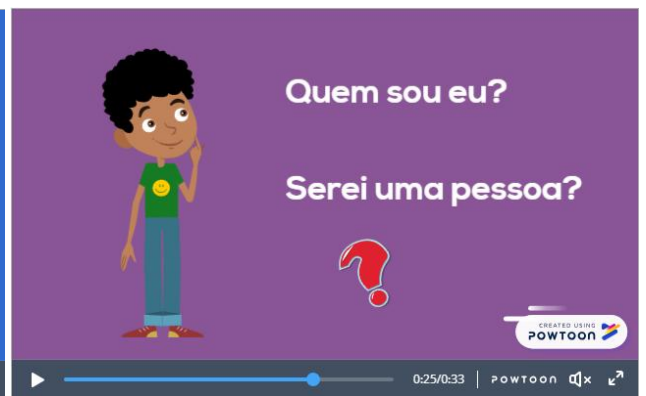 Quem sou eu?
Serei uma pessoa?
?
CREATED USING
POWTOON
0:25/0:33 | POWTOON